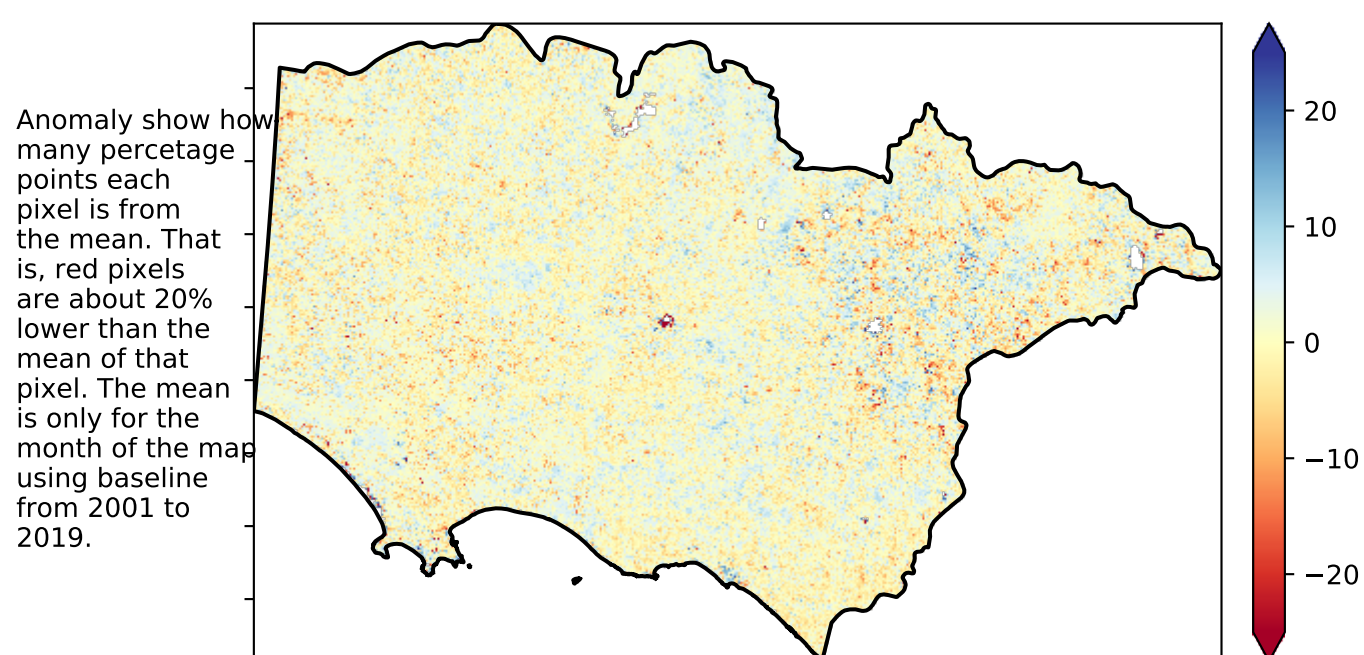 Anomaly show how
many percetage
points each
pixel is from
the mean. That
is, red pixels
are about 20%
lower than the
mean of that
pixel. The mean
is only for the
month of the map
using baseline
from 2001 to
2019.
20
10
0
−10
−20